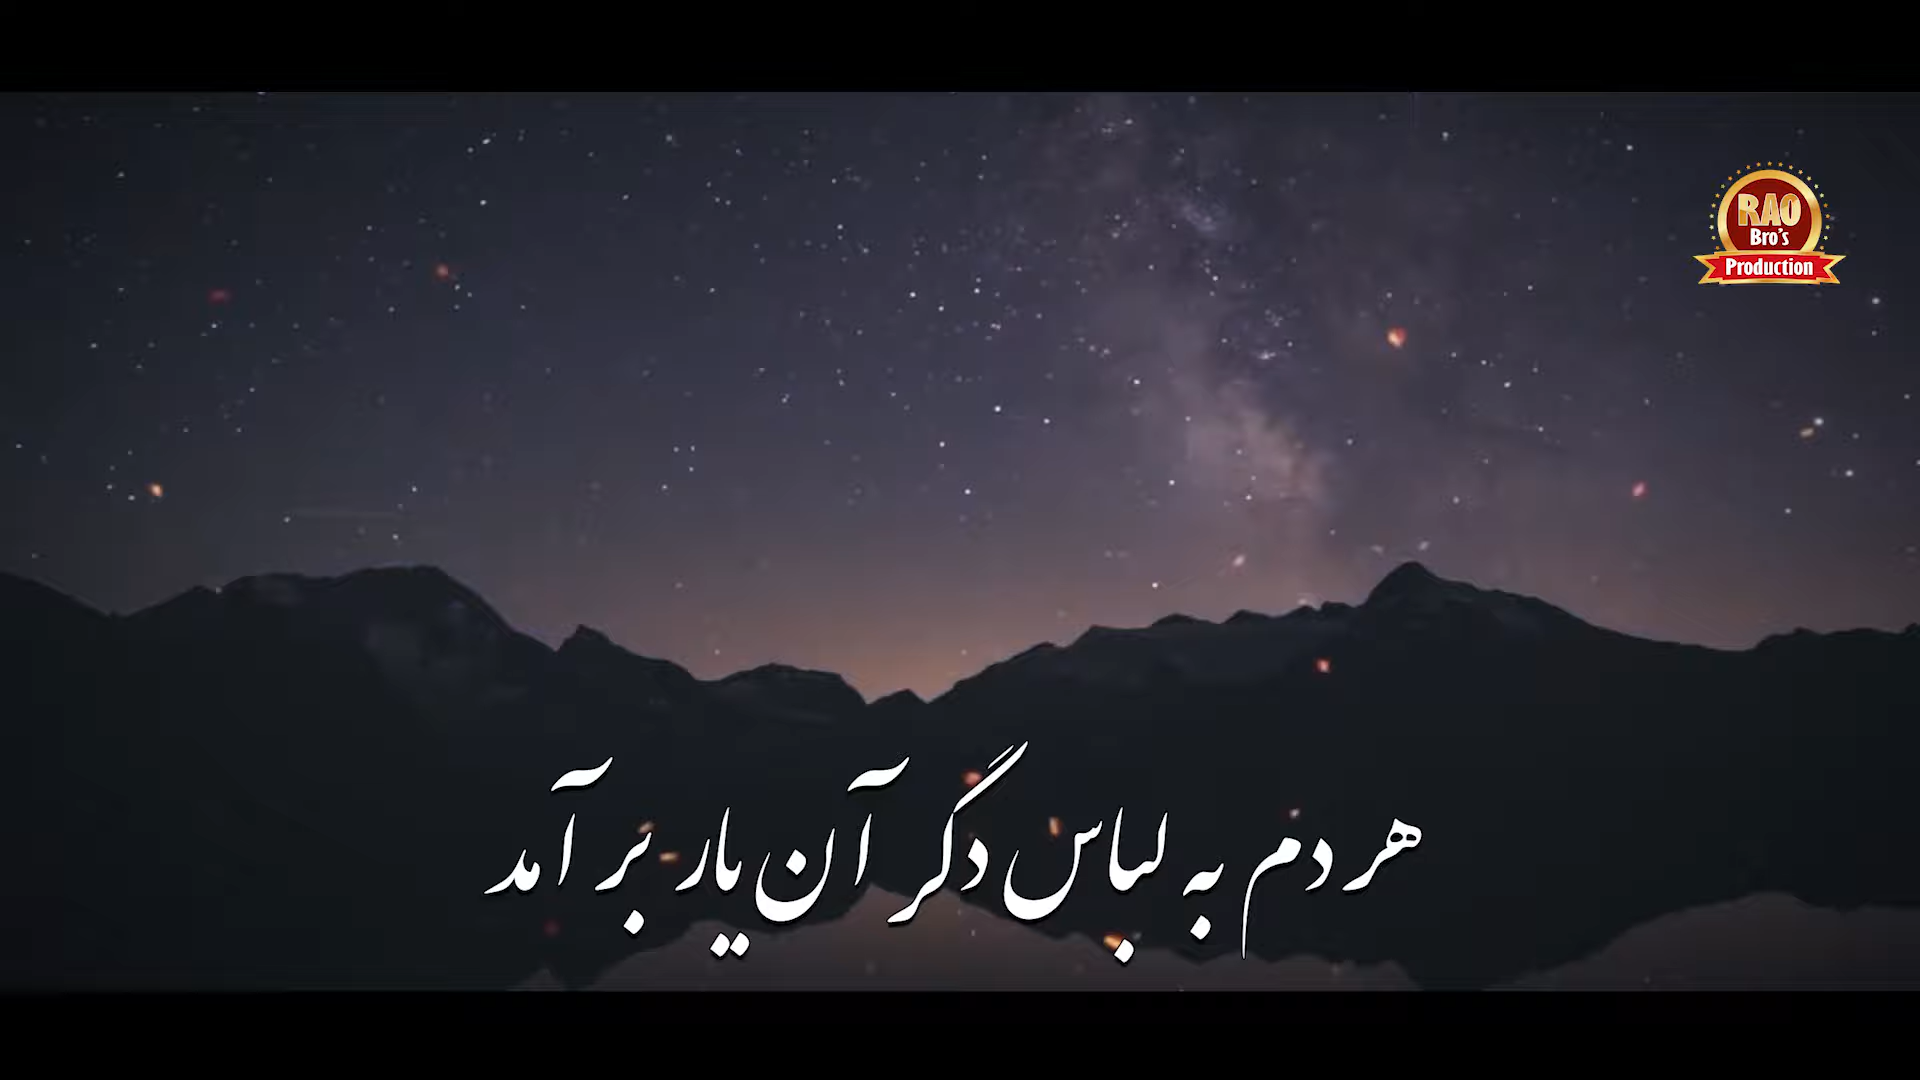 RAO
Bro's
Production
هر دم به لباس دگر آن یار بر آمد